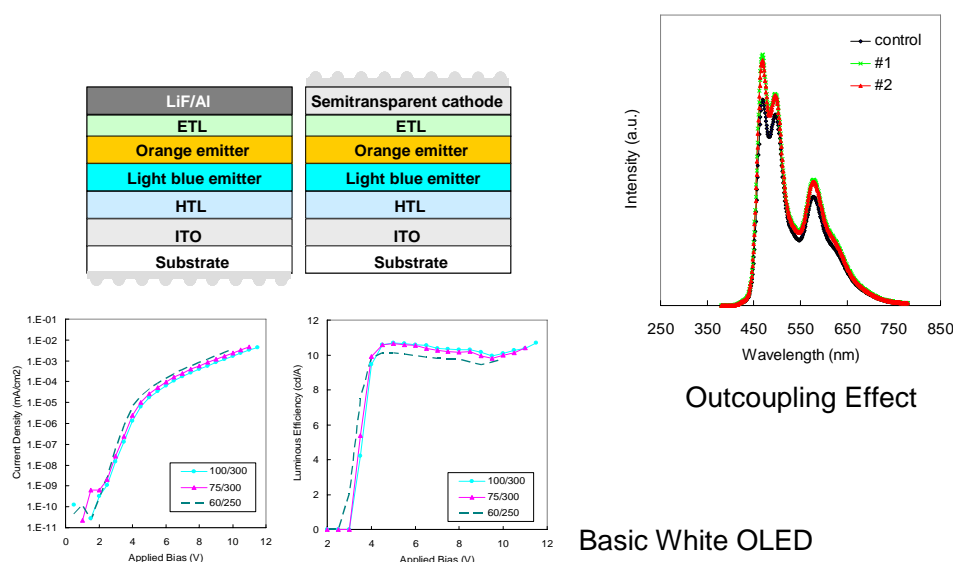 LiF/Al
ETL
Orange emitter
Light blue emitter
HTL
ITO
Substrate
Semitransparent cathode
ETL
Orange emitter
Light blue emitter
HTL
ITO
Substrate
control
#1
#2
Intensity (a.u.)
250 350 450 550 650 750 850
Wavelength (nm)
Outcoupling Effect
1.E-01
1.E-02
1.E-03
1.E-04
1.E-05
1.E-06
1.E-07
1.E-08
1.E-09
1.E-10
1.E-11
Current Density (mA/cm2)
100/300
75/300
60/250
0 2 4 6 8 10 12
Applied Bias (V)
12
10
8
6
4
2
0
Luminous Efficiency (cd/A)
100/300
75/300
60/250
2 4 6 8 10 12
Applied Bias (V)
Basic White OLED